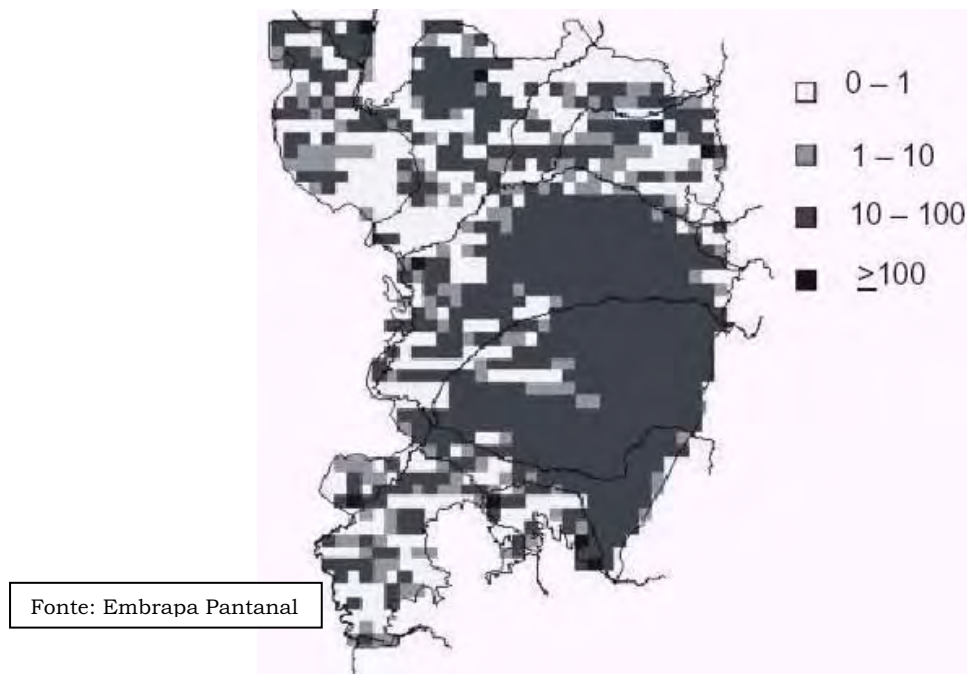 0 – 1
1 – 10
10 – 100
≥100
Fonte: Embrapa Pantanal